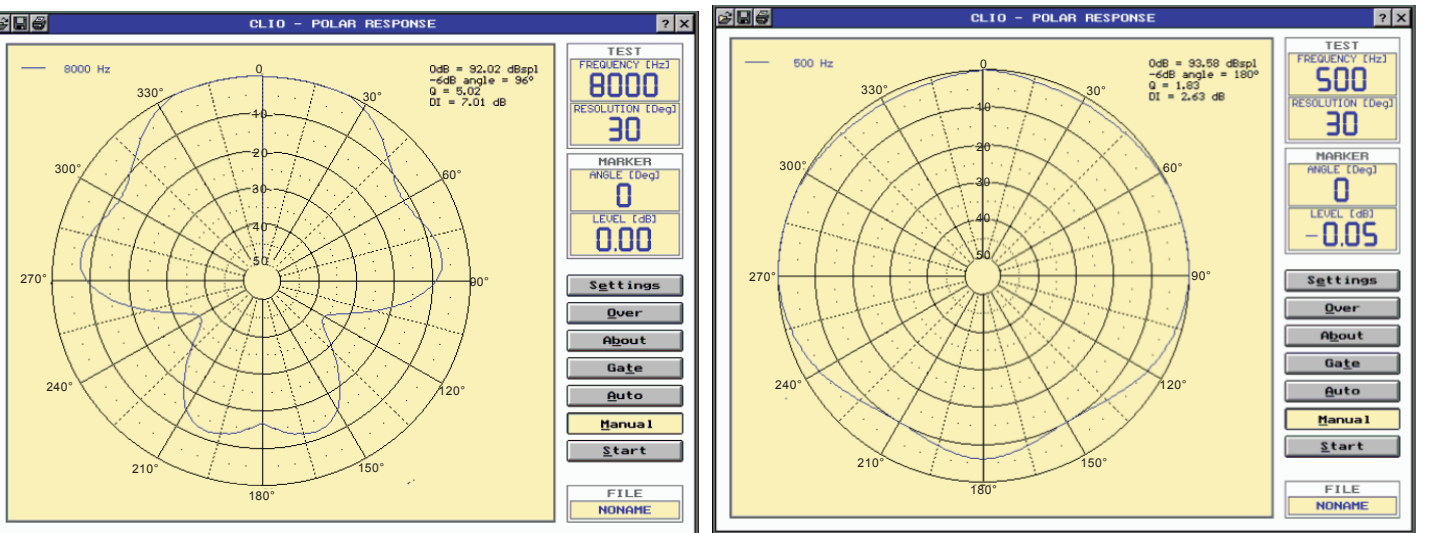 CLIO - POLAR RESPONSE
? ×
8000 Hz
0dB = 92.02 dBspl
-6dB angle = 96°
Q = 5.02
DI = 7.01 dB
0
330°
30°
10
300°
20
60°
30
40
50
270°
90°
240°
120°
210°
150°
180°
TEST
FREQUENCY [Hz]
8000
RESOLUTION [Deg]
30
MARKER
ANGLE [Deg]
0
LEVEL [dB]
0.00
Settings
Over
About
Gate
Auto
Manual
Start
FILE
NONAME
CLIO - POLAR RESPONSE
? ×
500 Hz
0dB = 93.58 dBspl
-6dB angle = 180°
Q = 1.83
DI = 2.63 dB
0
330°
30°
10
300°
20
60°
30
40
50
270°
90°
240°
120°
210°
150°
180°
TEST
FREQUENCY [Hz]
500
RESOLUTION [Deg]
30
MARKER
ANGLE [Deg]
0
LEVEL [dB]
-0.05
Settings
Over
About
Gate
Auto
Manual
Start
FILE
NONAME